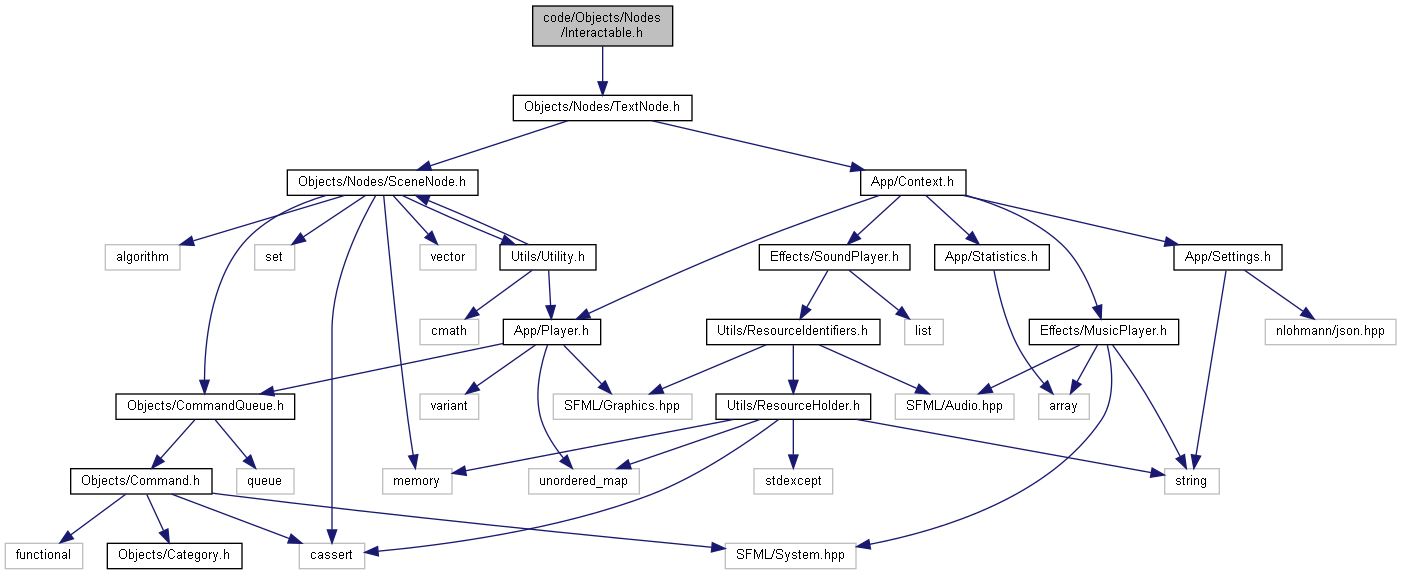 code/Objects/Nodes
/Interactable.h
Objects/Nodes/TextNode.h
Objects/Nodes/SceneNode.h
App/Context.h
algorithm
set
vector
Utils/Utility.h
Effects/SoundPlayer.h
App/Statistics.h
App/Settings.h
cmath
App/Player.h
Utils/ResourceIdentifiers.h
list
Effects/MusicPlayer.h
nlohmann/json.hpp
Objects/CommandQueue.h
variant
SFML/Graphics.hpp
Utils/ResourceHolder.h
SFML/Audio.hpp
array
Objects/Command.h
queue
memory
unordered_map
stdexcept
string
functional
Objects/Category.h
cassert
SFML/System.hpp